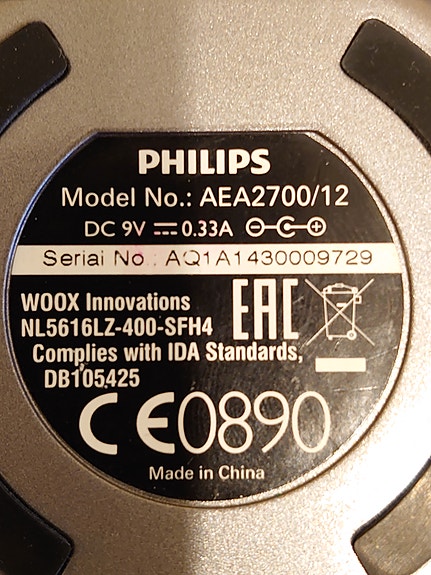 PHILIPS
Model No.: AEA2700/12
DC 9V ⎓ 0.33A
Serial No.: AQ1A1430009729
WOOX Innovations
NL5616LZ-400-SFH4
Complies with IDA Standards,
DB105425
EAC
CE0890
Made in China